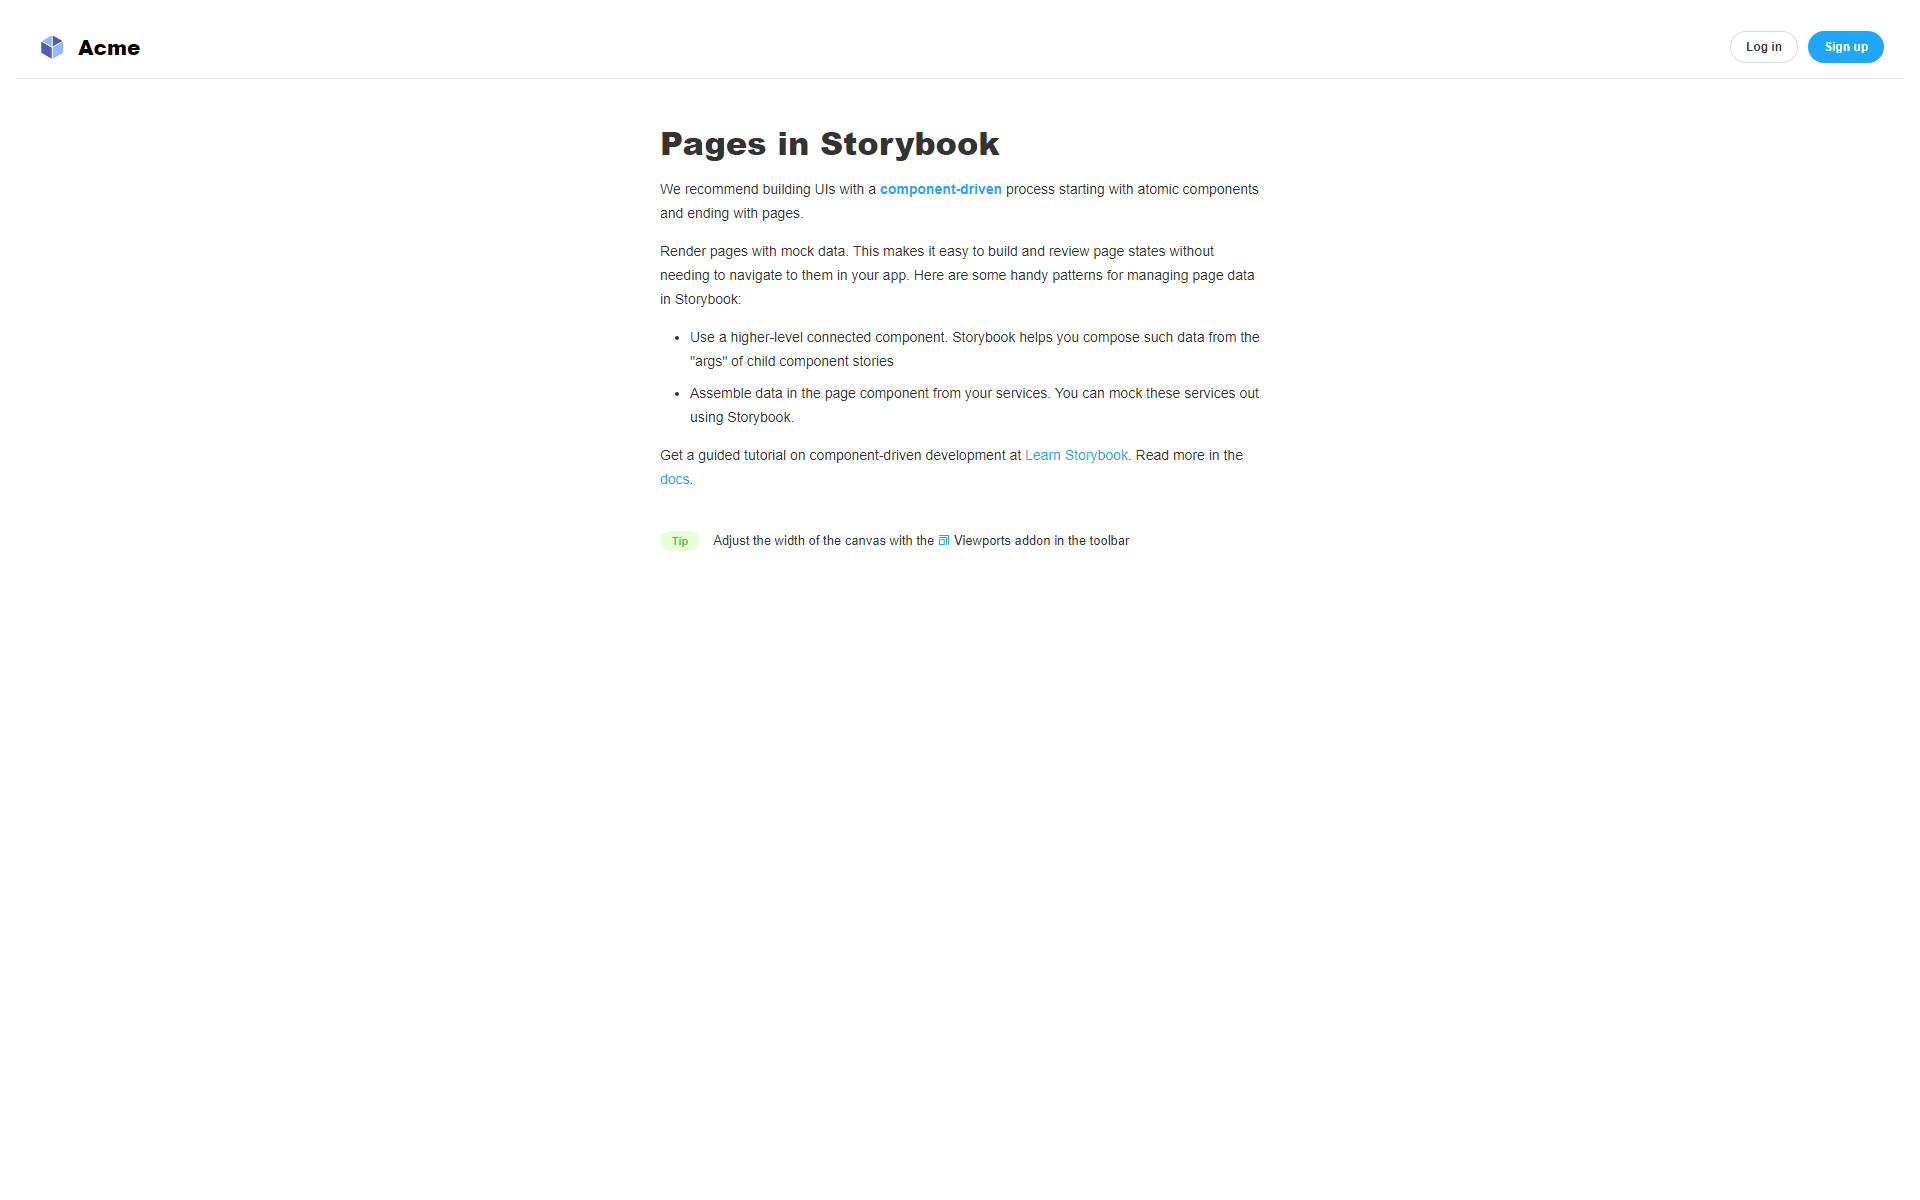 Acme
Log in
Sign up
Pages in Storybook
We recommend building UIs with a component-driven process starting with atomic components
and ending with pages.
Render pages with mock data. This makes it easy to build and review page states without
needing to navigate to them in your app. Here are some handy patterns for managing page data
in Storybook:
• Use a higher-level connected component. Storybook helps you compose such data from the
"args" of child component stories
• Assemble data in the page component from your services. You can mock these services out
using Storybook.
Get a guided tutorial on component-driven development at Learn Storybook. Read more in the
docs.
Tip Adjust the width of the canvas with the Viewports addon in the toolbar